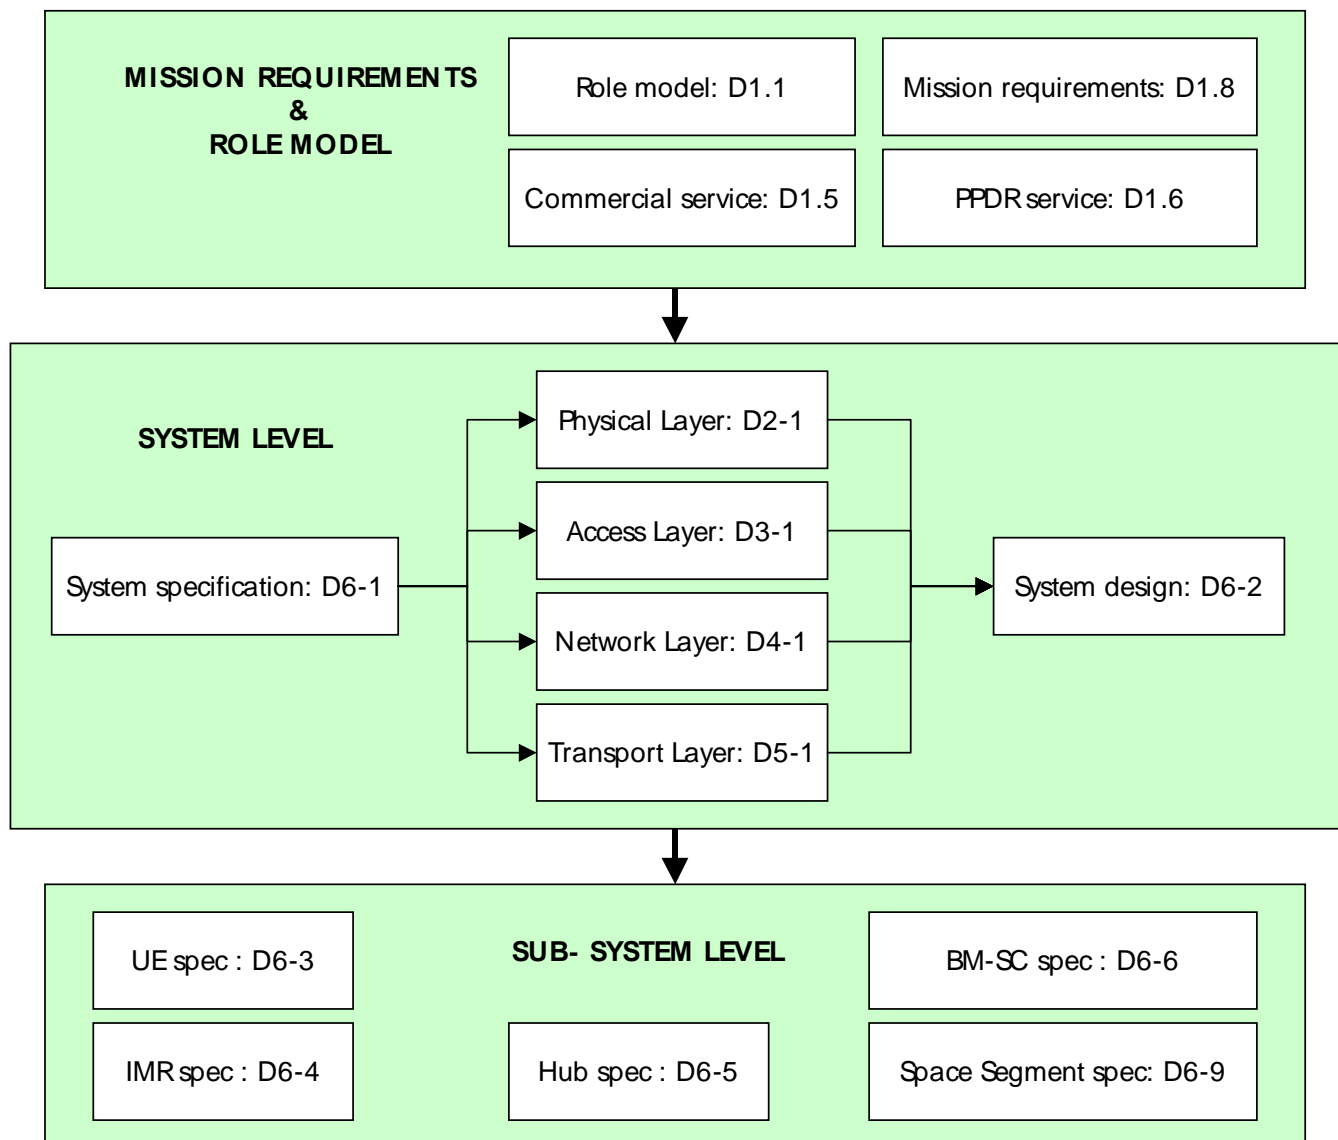 MISSION REQUIREMENTS
&
ROLE MODEL
Role model: D1.1
Mission requirements: D1.8
Commercial service: D1.5
PPDR service: D1.6
SYSTEM LEVEL
Physical Layer: D2-1
Access Layer: D3-1
System specification: D6-1
System design: D6-2
Network Layer: D4-1
Transport Layer: D5-1
UE spec : D6-3
SUB- SYSTEM LEVEL
BM-SC spec : D6-6
IMR spec : D6-4
Hub spec : D6-5
Space Segment spec: D6-9